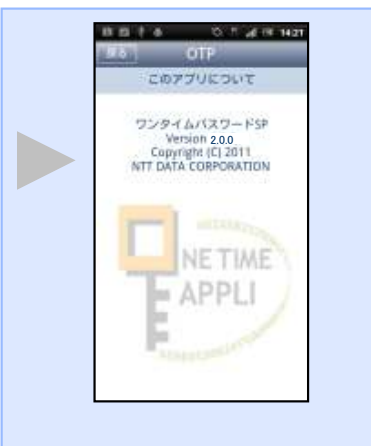 14:21
戻る
OTP
このアプリについて
ワンタイムパスワードSP
Version 2.0.0
Copyright (C) 2011
NTT DATA CORPORATION
NE TIME
APPLI